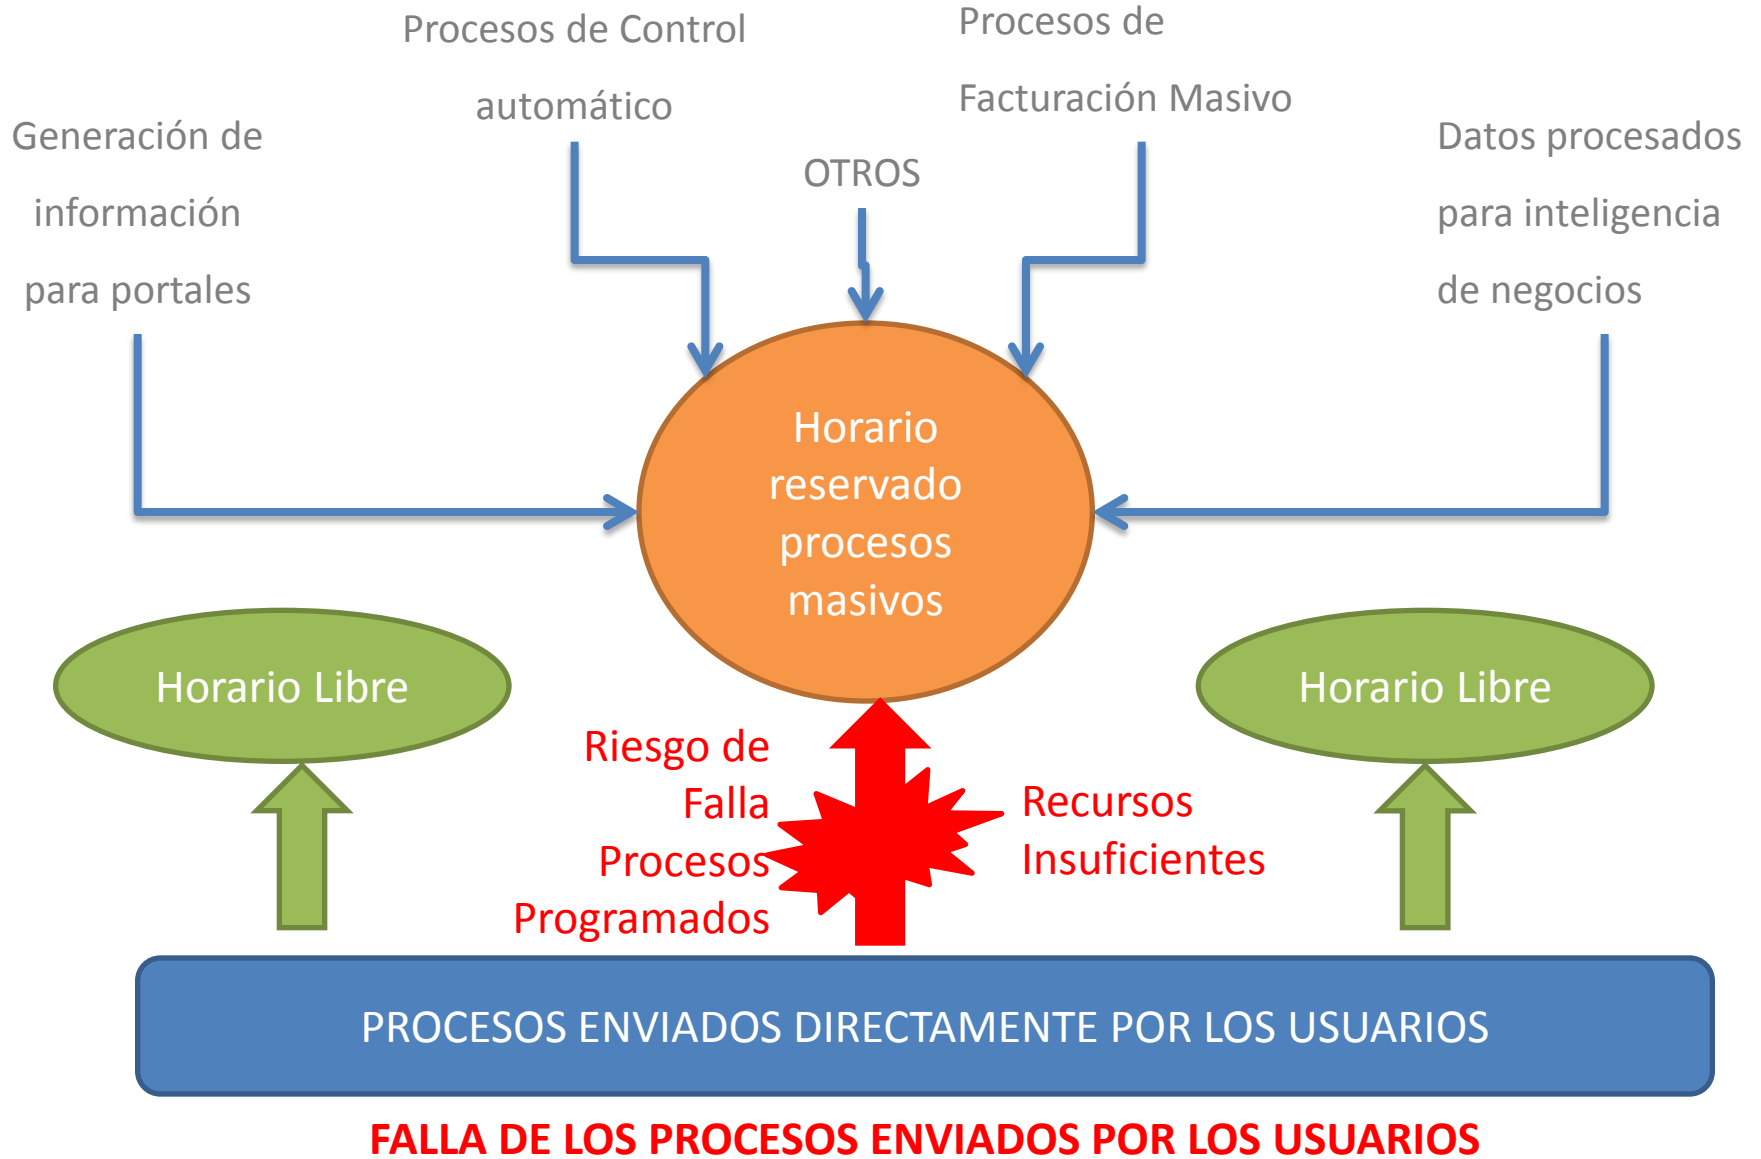 Procesos de Control
automático
Procesos de
Facturación Masivo
Generación de
información
para portales
OTROS
Datos procesados
para inteligencia
de negocios
Horario
reservado
procesos
masivos
Horario Libre
Horario Libre
Riesgo de
Falla
Procesos
Programados
Recursos
Insuficientes
PROCESOS ENVIADOS DIRECTAMENTE POR LOS USUARIOS
FALLA DE LOS PROCESOS ENVIADOS POR LOS USUARIOS